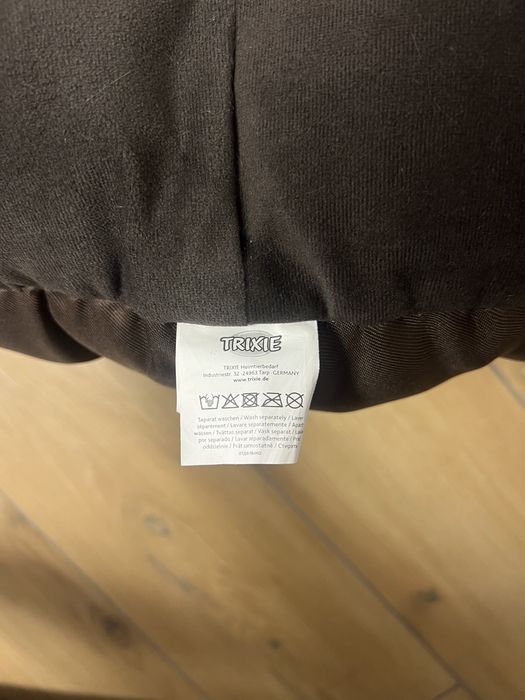 TRIXIE
TRIXIE Heimtierbedarf
Industriestr. 32 · 24963 Tarp · GERMANY
www.trixie.de
Separat waschen / Wash separately / Laver
séparément / Lavare separatamente / Apart
wassen / Tvättas separat / Vask separat / Lavar
por separado / Lavar separadamente / Prać
oddzielnie / Prát umostatně / Стирать